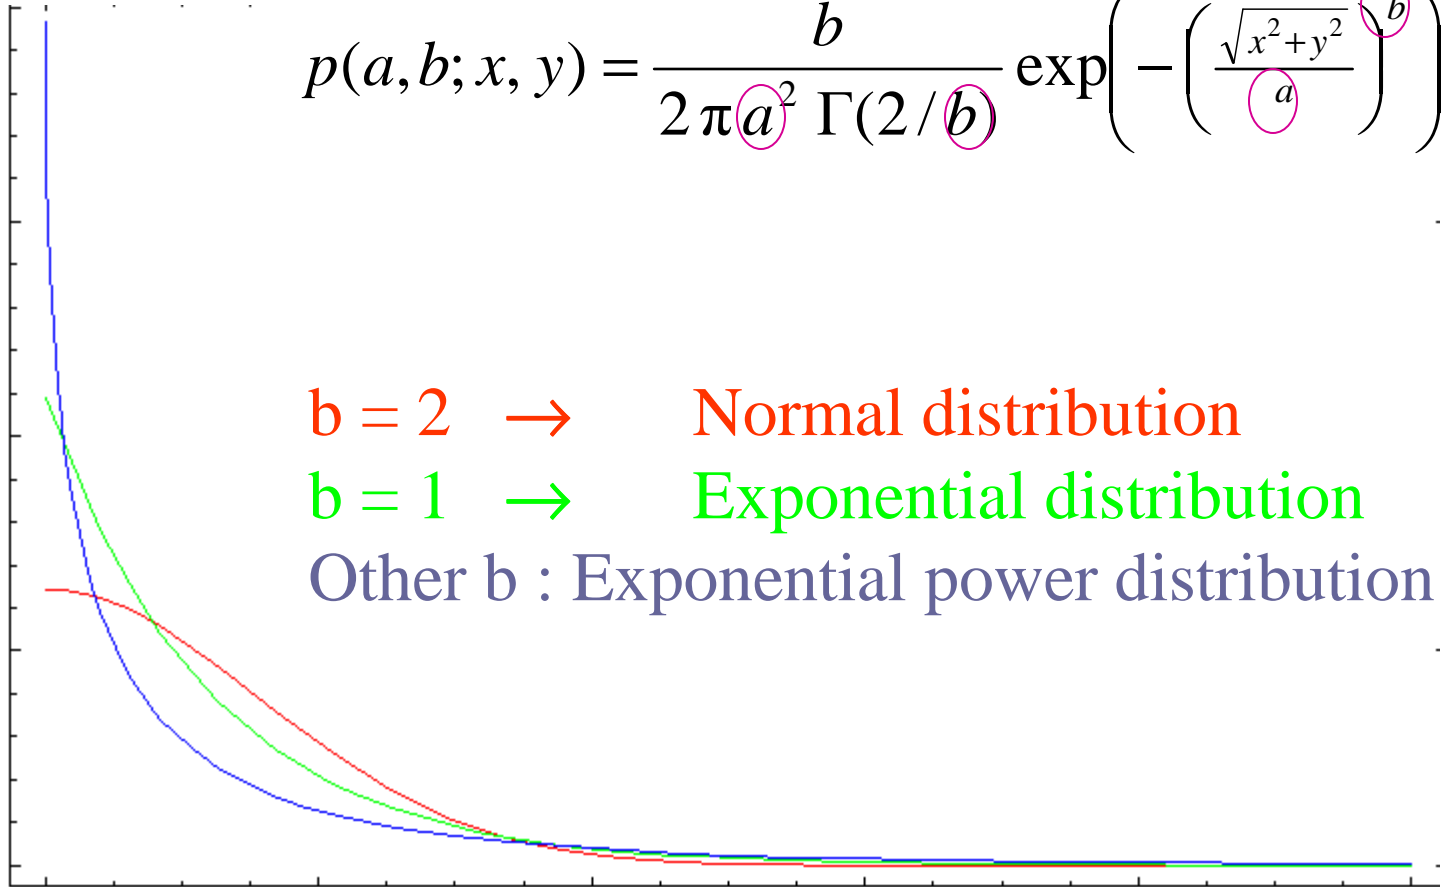 p(a,b;x,y) = b / (2πa² Γ(2/b)) exp(−(√(x²+y²) / a)^b)
b = 2 → Normal distribution
b = 1 → Exponential distribution
Other b : Exponential power distribution